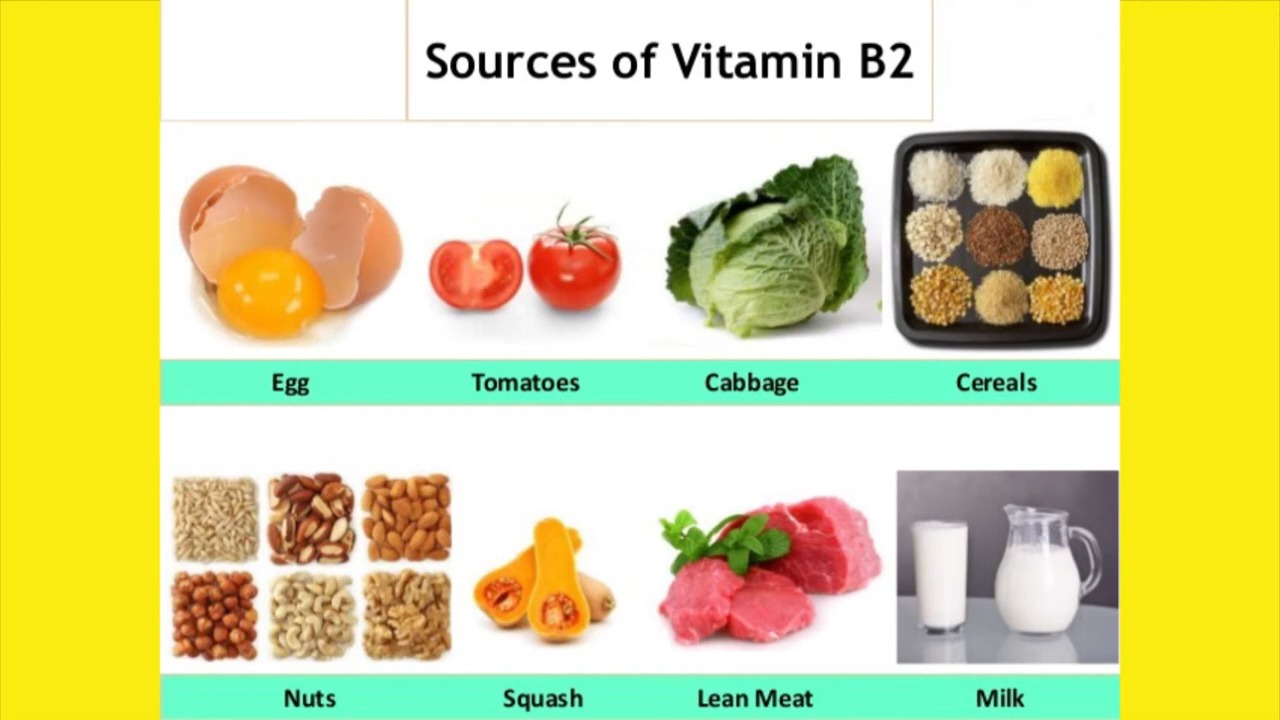 Sources of Vitamin B2
Egg Tomatoes Cabbage Cereals
Nuts Squash Lean Meat Milk